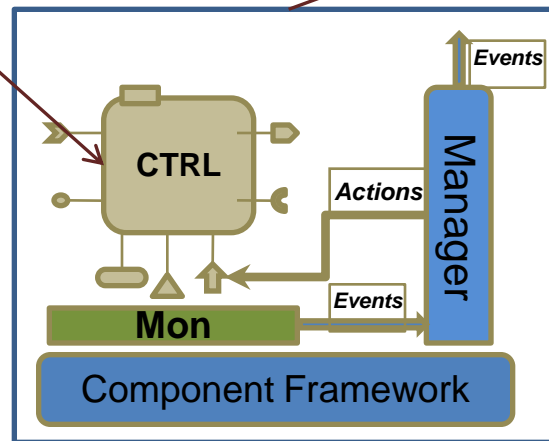 Events
CTRL
Manager
Actions
Events
Mon
Component Framework